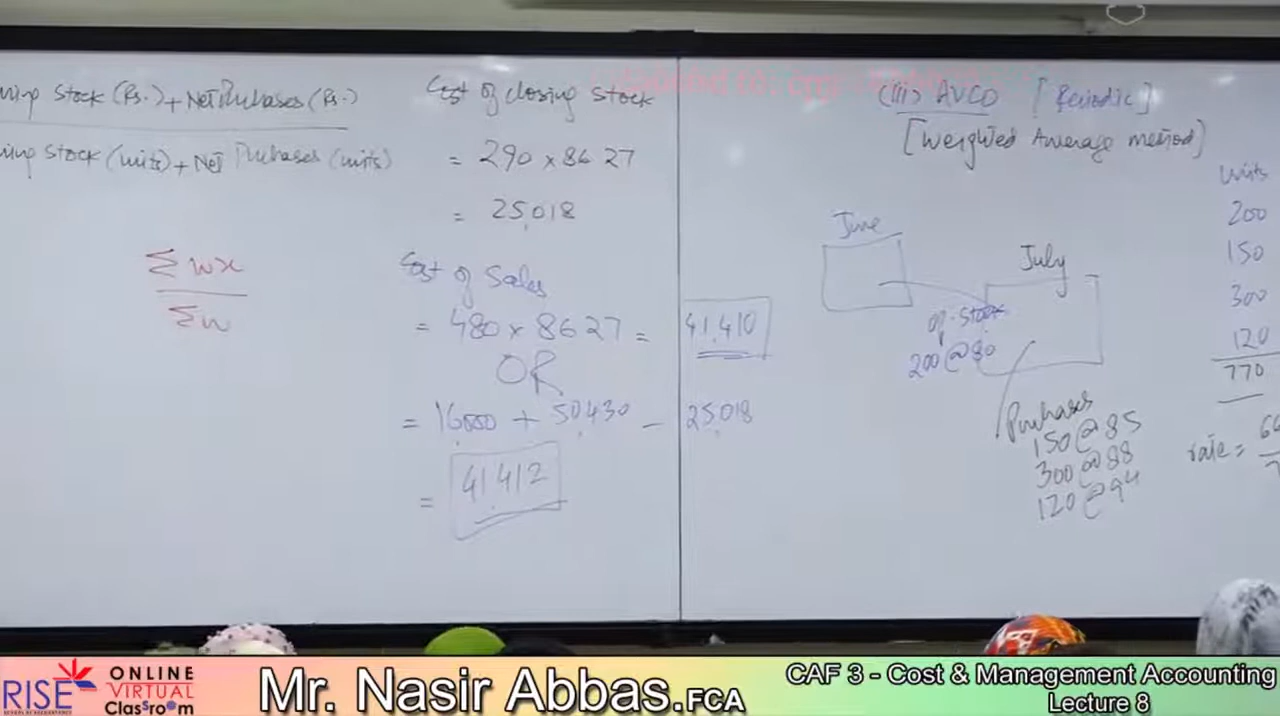 Stock (Rs.) + Net Purchases (Rs.)
Stock (units) + Net Purchases (units)
Σwx
Σw
Cost of closing Stock
= 290 x 86.27
= 25,018
Cost of Sales
= 480 x 86.27 = 41,410
OR
= 16,000 + 50,430 - 25,018
= 41,412
(iii) AVCO [Periodic]
[Weighted Average method]
June
July
op. Stock
200 @ 80
Purchases
150 @ 85
300 @ 88
120 @ 94
units
200
150
300
120
770
rate =
RISE
ONLINE
VIRTUAL
Classroom
Mr. Nasir Abbas.FCA
CAF 3 - Cost & Management Accounting
Lecture 8